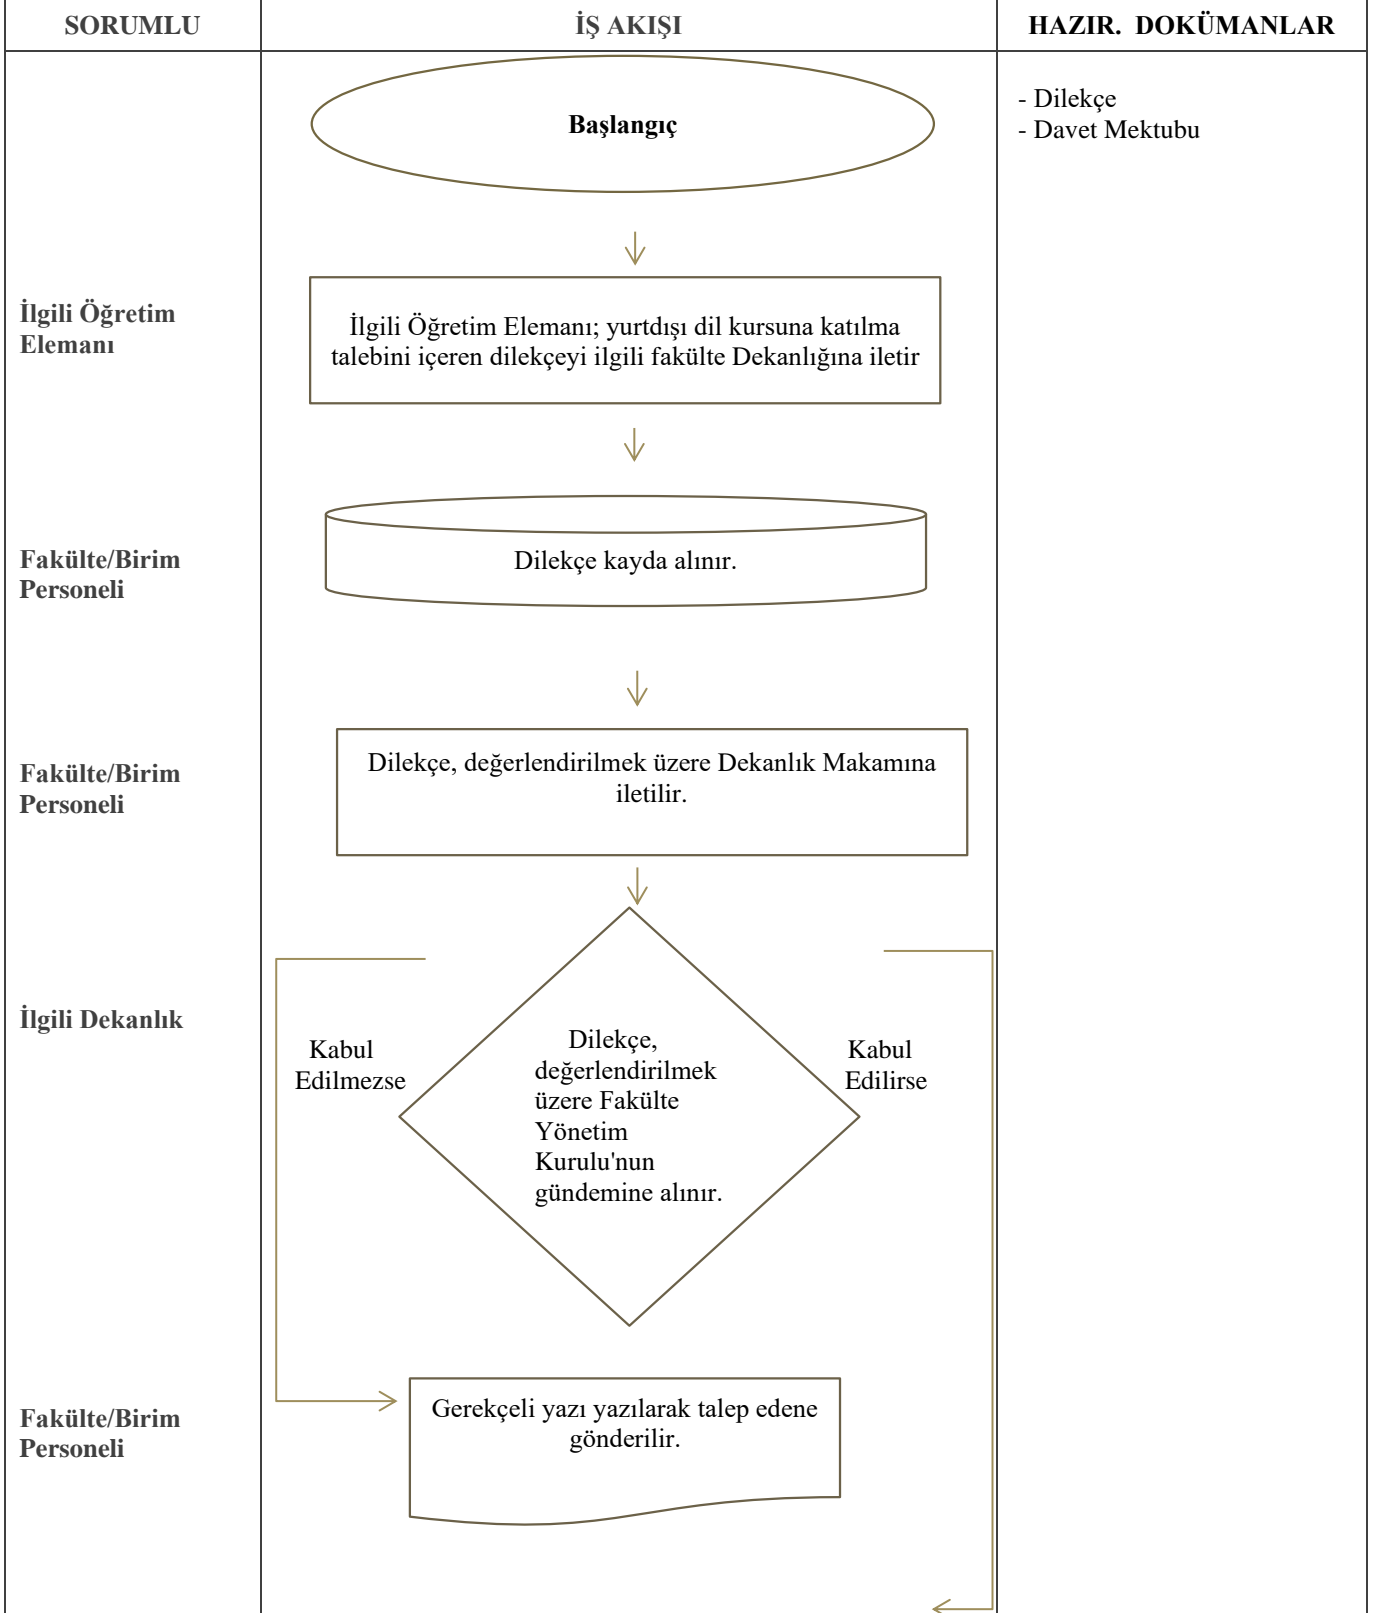 SORUMLU
İŞ AKIŞI
HAZIR. DOKÜMANLAR
Başlangıç
- Dilekçe
- Davet Mektubu
İlgili Öğretim
Elemanı
İlgili Öğretim Elemanı; yurtdışı dil kursuna katılma
talebini içeren dilekçeyi ilgili fakülte Dekanlığına iletir
Fakülte/Birim
Personeli
Dilekçe kayda alınır.
Fakülte/Birim
Personeli
Dilekçe, değerlendirilmek üzere Dekanlık Makamına
iletilir.
İlgili Dekanlık
Kabul
Edilmezse
Dilekçe,
değerlendirilmek
üzere Fakülte
Yönetim
Kurulu'nun
gündemine alınır.
Kabul
Edilirse
Fakülte/Birim
Personeli
Gerekçeli yazı yazılarak talep edene
gönderilir.